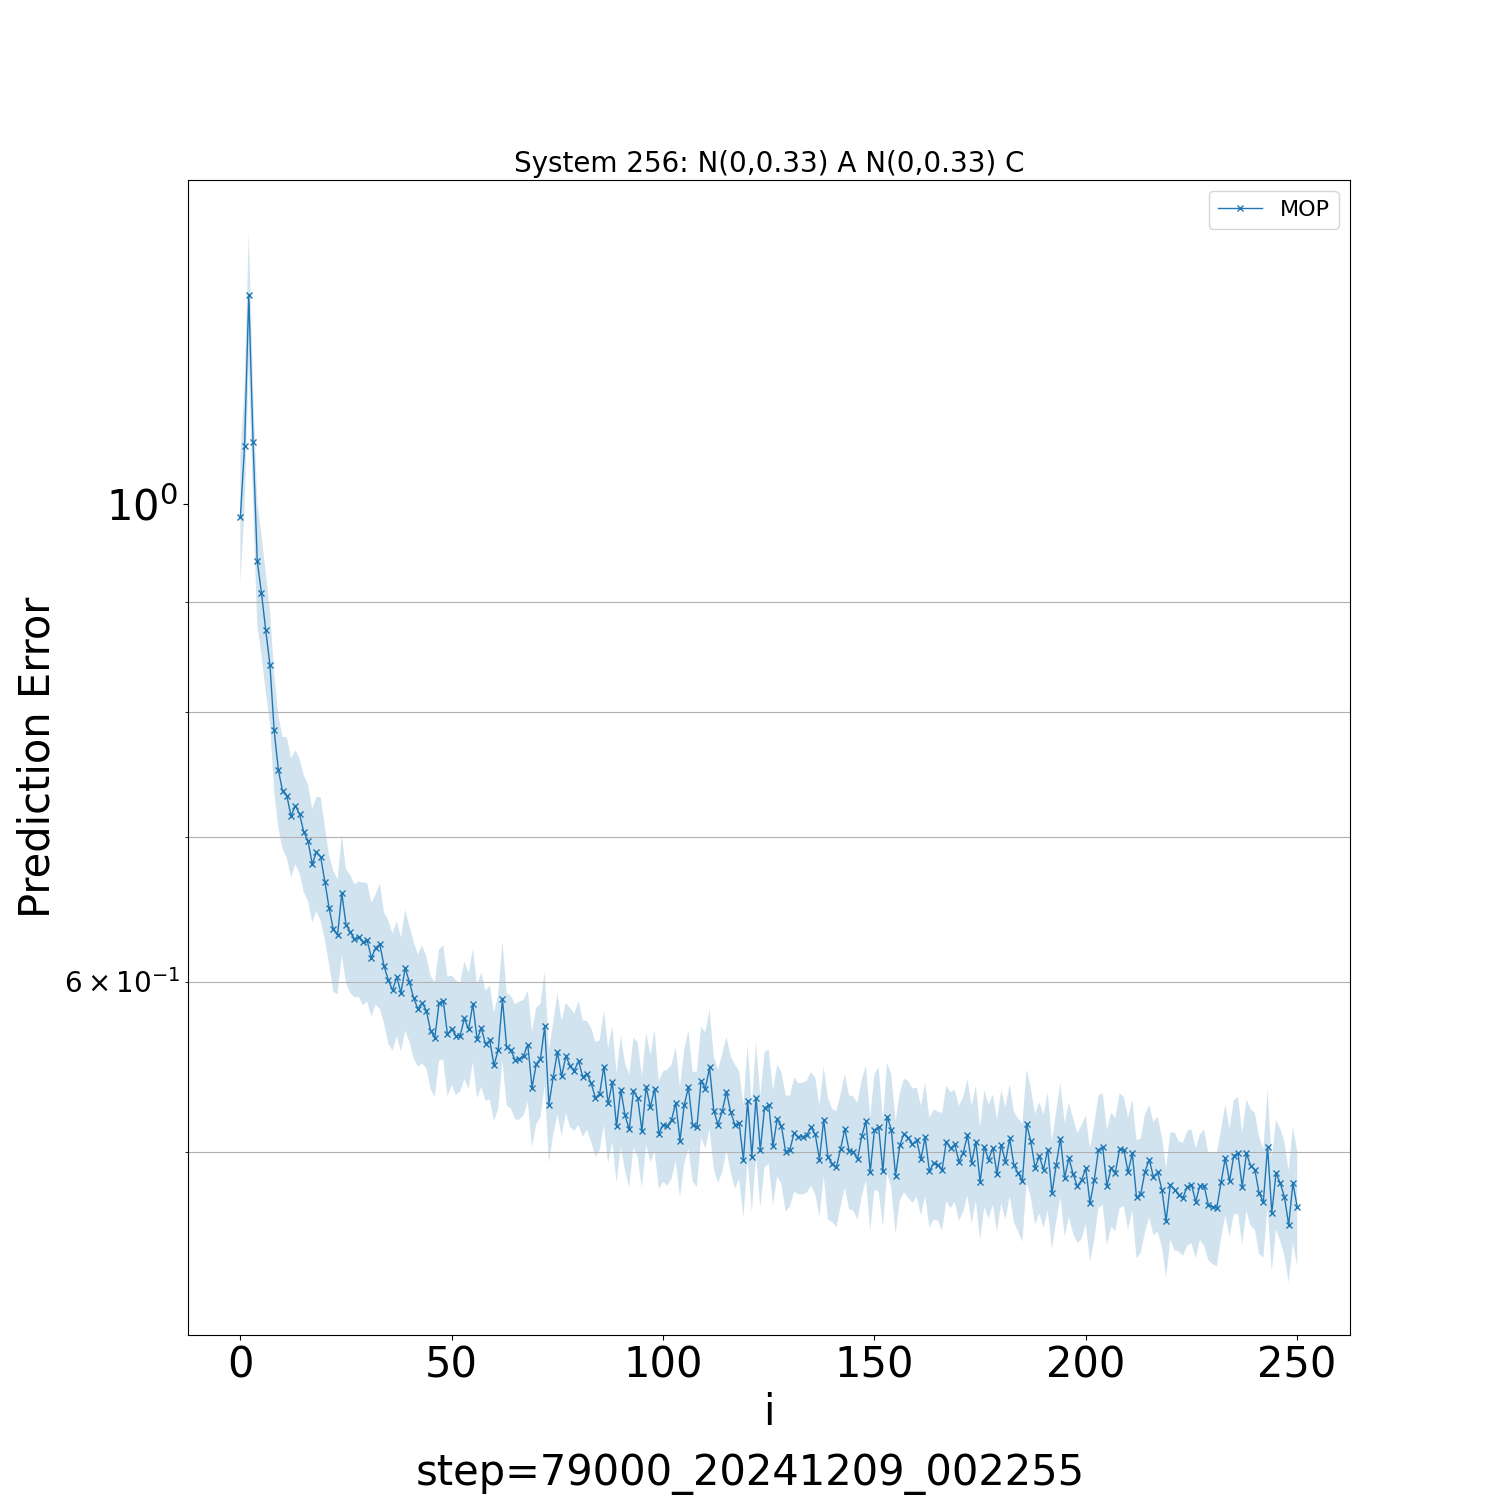 System 256: N(0,0.33) A N(0,0.33) C
MOP
10⁰
6 × 10⁻¹
Prediction Error
0 50 100 150 200 250
i
step=79000_20241209_002255